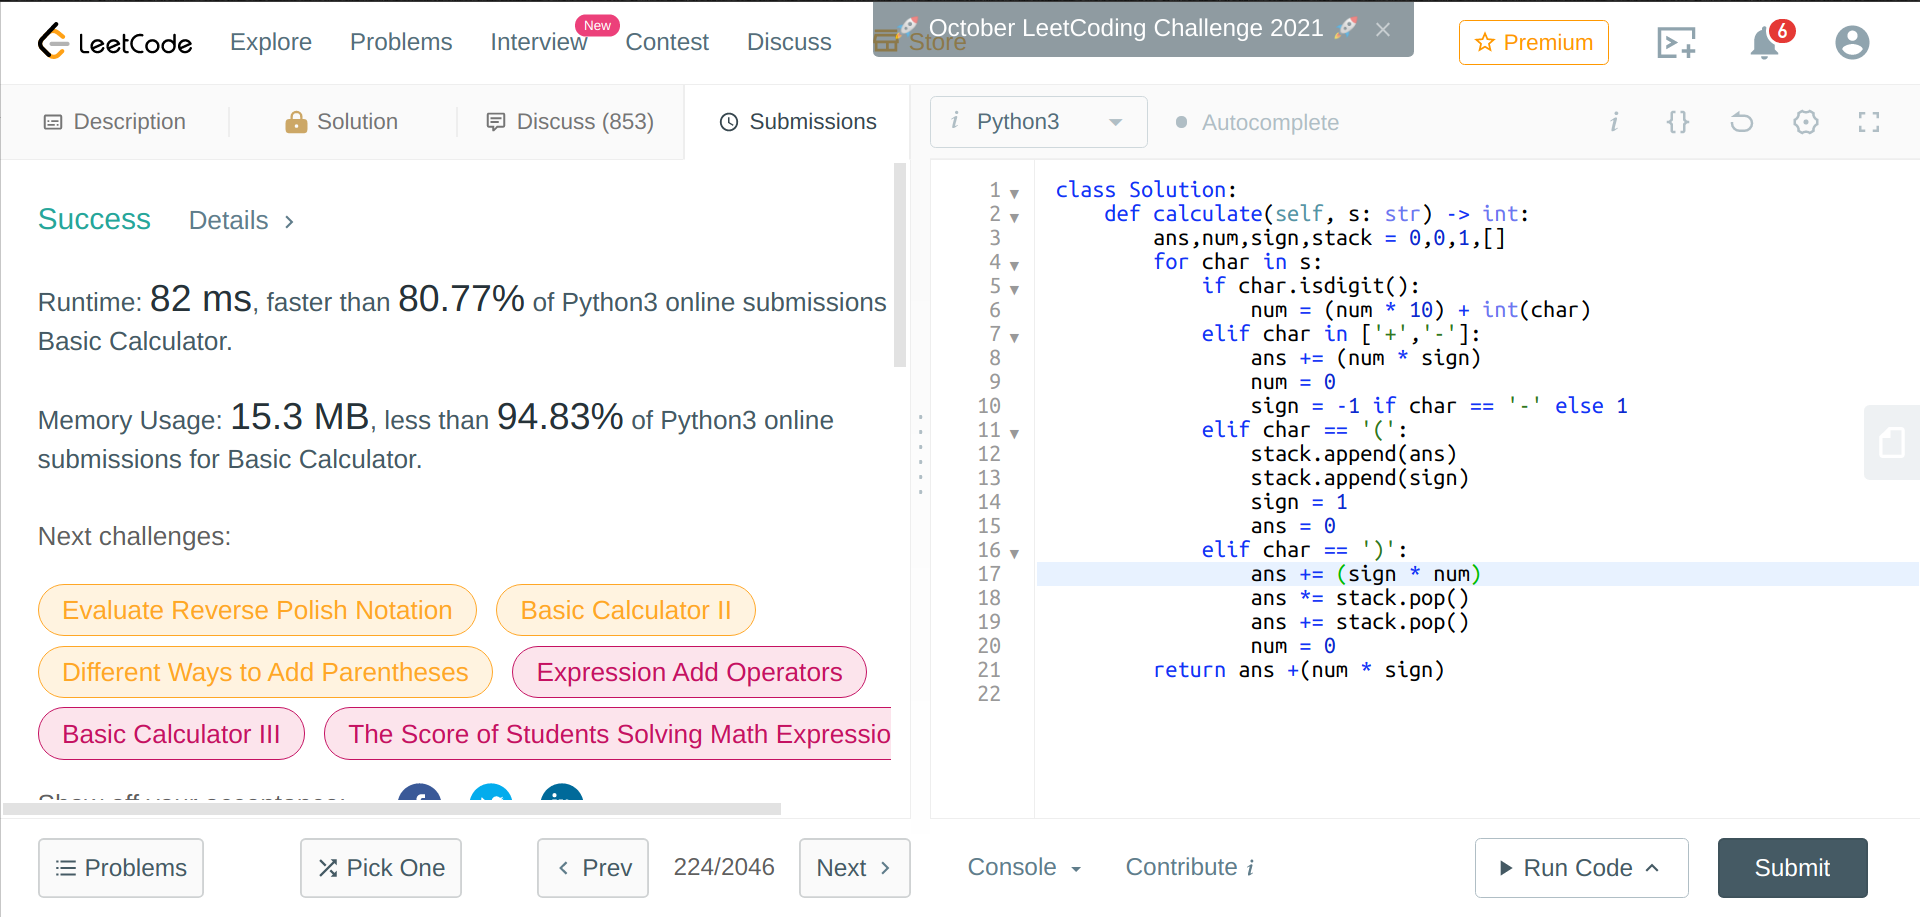 LeetCode Explore Problems Interview New Contest Discuss Store Premium 6
🚀 October LeetCoding Challenge 2021 🚀 ×
Description Solution Discuss (853) Submissions
Success Details >
Runtime: 82 ms, faster than 80.77% of Python3 online submissions
Basic Calculator.
Memory Usage: 15.3 MB, less than 94.83% of Python3 online
submissions for Basic Calculator.
Next challenges:
Evaluate Reverse Polish Notation Basic Calculator II
Different Ways to Add Parentheses Expression Add Operators
Basic Calculator III The Score of Students Solving Math Expressio
Show off your acceptance:
Problems Pick One < Prev 224/2046 Next >
i Python3 Autocomplete i {}
1 class Solution:
2     def calculate(self, s: str) -> int:
3         ans,num,sign,stack = 0,0,1,[]
4         for char in s:
5             if char.isdigit():
6                 num = (num * 10) + int(char)
7             elif char in ['+','-']:
8                 ans += (num * sign)
9                 num = 0
10                 sign = -1 if char == '-' else 1
11             elif char == '(':
12                 stack.append(ans)
13                 stack.append(sign)
14                 sign = 1
15                 ans = 0
16             elif char == ')':
17                 ans += (sign * num)
18                 ans *= stack.pop()
19                 ans += stack.pop()
20                 num = 0
21         return ans +(num * sign)
22
Console Contribute i Run Code Submit